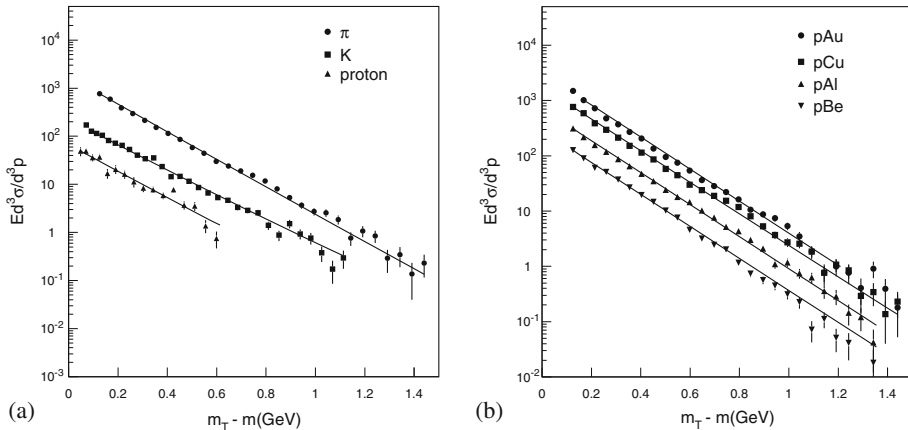 π
K
proton
Ed³σ/d³p
10⁴
10³
10²
10
1
10⁻¹
10⁻²
10⁻³
0 0.2 0.4 0.6 0.8 1 1.2 1.4
m_T - m(GeV)
(a)
pAu
pCu
pAl
pBe
Ed³σ/d³p
10⁴
10³
10²
10
1
10⁻¹
10⁻²
0 0.2 0.4 0.6 0.8 1 1.2 1.4
m_T - m(GeV)
(b)